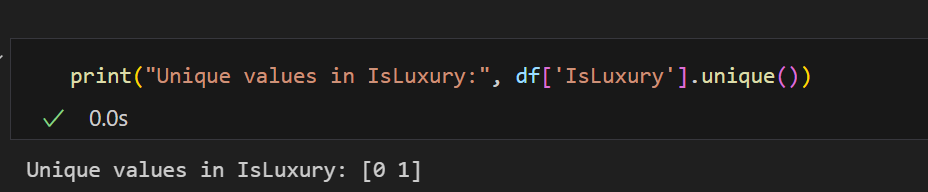 print("Unique values in IsLuxury:", df['IsLuxury'].unique())
0.0s
Unique values in IsLuxury: [0 1]